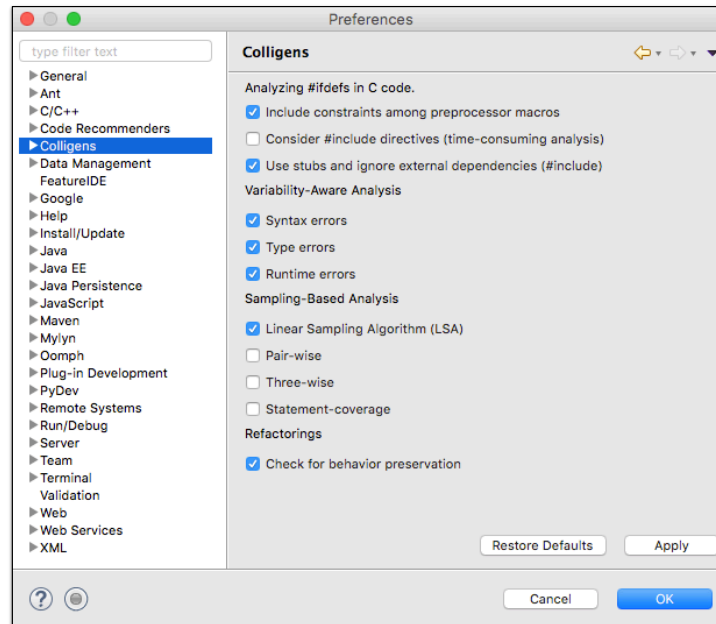 Preferences
type filter text
General
Ant
C/C++
Code Recommenders
Colligens
Data Management
FeatureIDE
Google
Help
Install/Update
Java
Java EE
Java Persistence
JavaScript
Maven
Mylyn
Oomph
Plug-in Development
PyDev
Remote Systems
Run/Debug
Server
Team
Terminal
Validation
Web
Web Services
XML
Colligens
Analyzing #ifdefs in C code.
Include constraints among preprocessor macros
Consider #include directives (time-consuming analysis)
Use stubs and ignore external dependencies (#include)
Variability-Aware Analysis
Syntax errors
Type errors
Runtime errors
Sampling-Based Analysis
Linear Sampling Algorithm (LSA)
Pair-wise
Three-wise
Statement-coverage
Refactorings
Check for behavior preservation
Restore Defaults
Apply
?
Cancel
OK